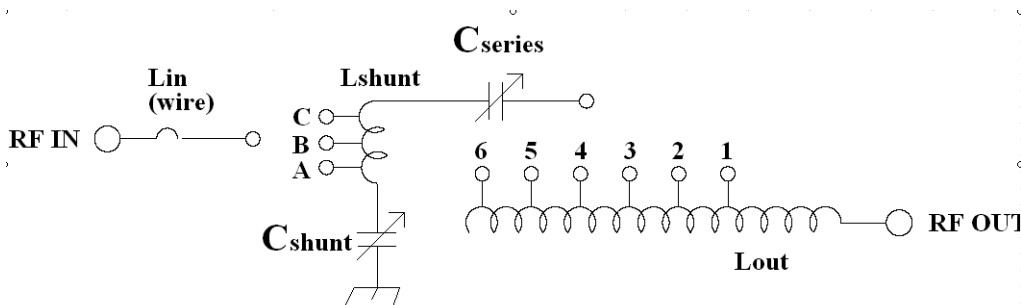 Cseries
Lin
(wire)
Lshunt
RF IN
C
B
A
6 5 4 3 2 1
RF OUT
Cshunt
Lout